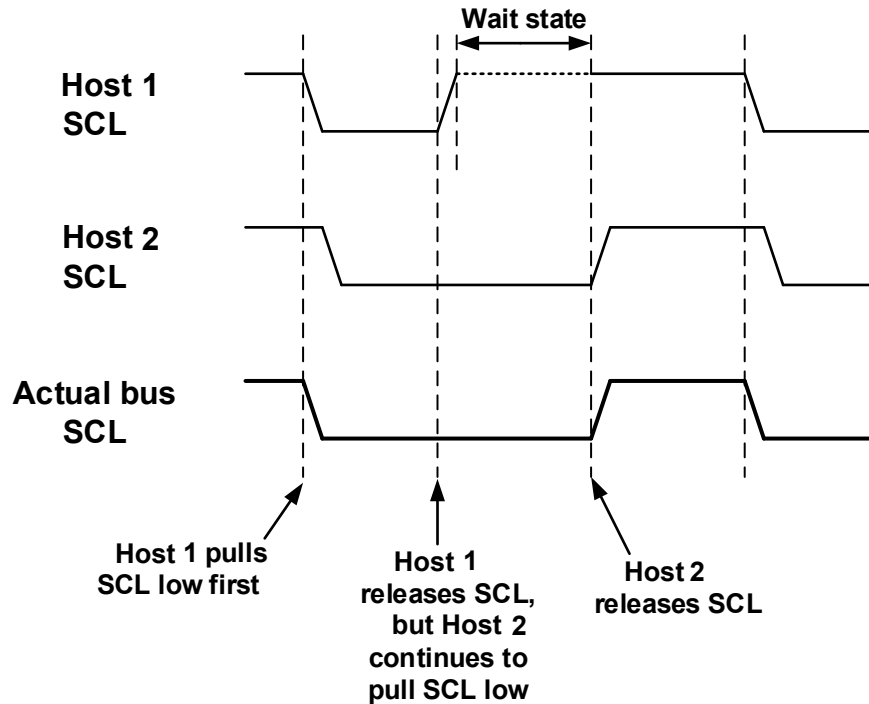 Wait state
Host 1
SCL
Host 2
SCL
Actual bus
SCL
Host 1 pulls
SCL low first
Host 1
releases SCL,
but Host 2
continues to
pull SCL low
Host 2
releases SCL